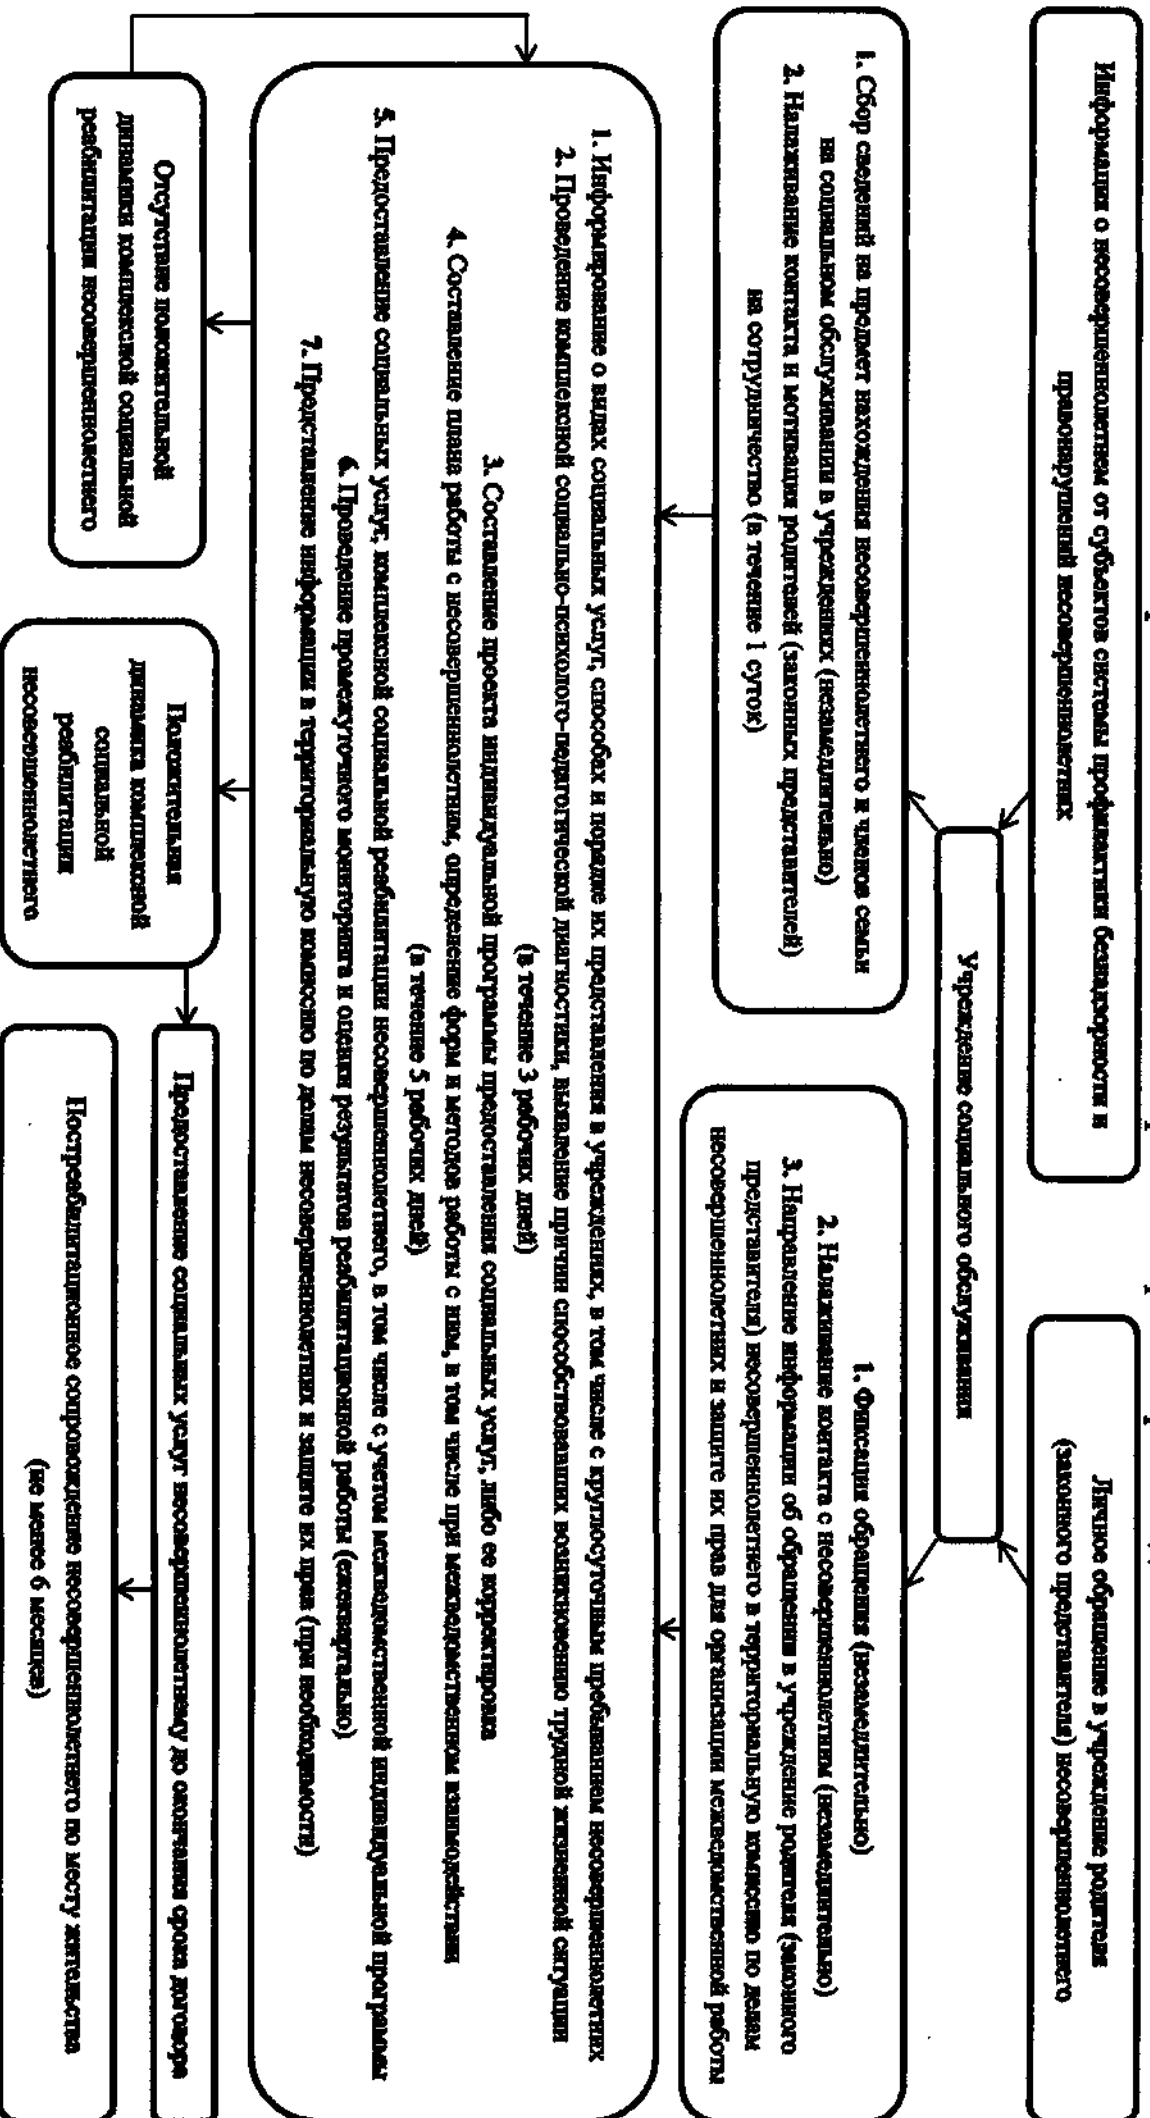 Информация о несовершеннолетнем от субъектов системы профилактики безнадзорности и
правонарушений несовершеннолетних
Личное обращение в учреждение родителя
(законного представителя) несовершеннолетнего
Учреждение социального обслуживания
1. Сбор сведений на предмет нахождения несовершеннолетнего и членов семьи
на социальном обслуживании в учреждениях (незамедлительно)
2. Налаживание контакта и мотивация родителей (законных представителей)
на сотрудничество (в течение 1 суток)
1. Фиксация обращения (незамедлительно)
2. Налаживание контакта с несовершеннолетним (незамедлительно)
3. Направление информации об обращении в учреждение родителя (законного
представителя) несовершеннолетнего в территориальную комиссию по делам
несовершеннолетних и защите их прав для организации межведомственной работы
1. Информирование о видах социальных услуг, способах и порядке их предоставления в учреждениях, в том числе с круглосуточным пребыванием несовершеннолетних
2. Проведение комплексной социально-психолого-педагогической диагностики, выявление причин способствовавших возникновению трудной жизненной ситуации
(в течение 3 рабочих дней)
3. Составление проекта индивидуальной программы предоставления социальных услуг, либо ее корректировка
4. Составление плана работы с несовершеннолетним, определение форм и методов работы с ним, в том числе при межведомственном взаимодействии
(в течение 5 рабочих дней)
5. Предоставление социальных услуг, комплексной социальной реабилитации несовершеннолетнего, в том числе с учетом межведомственной индивидуальной программы
6. Проведение промежуточного мониторинга и оценки результатов реабилитационной работы (ежеквартально)
7. Представление информации в территориальную комиссию по делам несовершеннолетних и защите их прав (при необходимости)
Отсутствие положительной
динамики комплексной социальной
реабилитации несовершеннолетнего
Положительная
динамика комплексной
социальной
реабилитации
несовершеннолетнего
Предоставление социальных услуг несовершеннолетнему до окончания срока договора
Постреабилитационное сопровождение несовершеннолетнего по месту жительства
(не менее 6 месяцев)